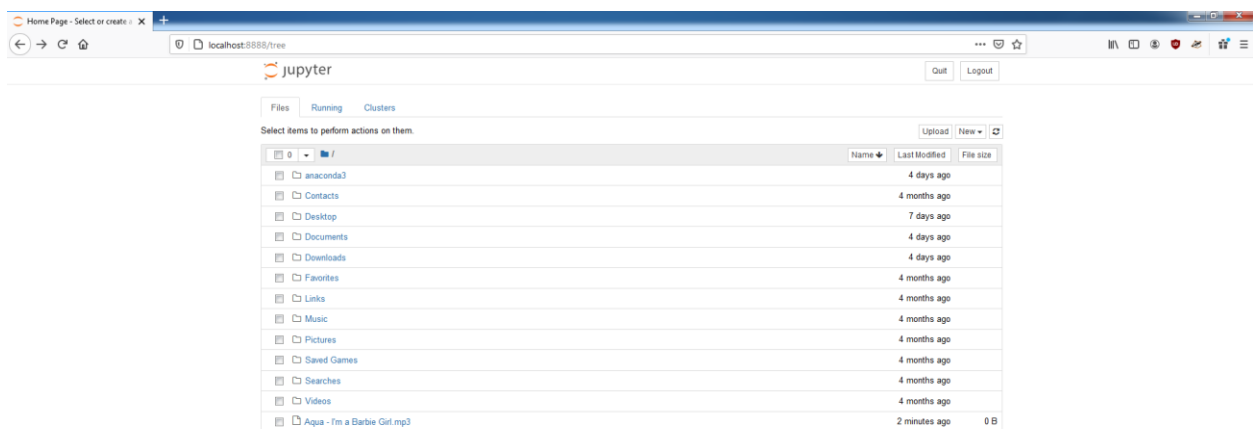 Home Page - Select or create a
localhost:8888/tree
jupyter
Quit Logout
Files Running Clusters
Select items to perform actions on them.
Upload New
0 / Name Last Modified File size
anaconda3 4 days ago
Contacts 4 months ago
Desktop 7 days ago
Documents 4 days ago
Downloads 4 days ago
Favorites 4 months ago
Links 4 months ago
Music 4 months ago
Pictures 4 months ago
Saved Games 4 months ago
Searches 4 months ago
Videos 4 months ago
Aqua - I'm a Barbie Girl.mp3 2 minutes ago 0 B